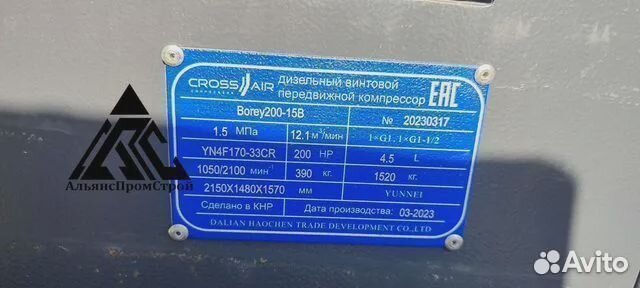 CROSS AIR
COMPRESSORS
Дизельный винтовой
передвижной компрессор
EAC
Borey200-15B
№ 20230317
1.5 MPa 12.1 м³/мин 1×G1, 1×G1-1/2
YN4F170-33CR 200 HP 4.5 L
1050/2100 мин⁻¹ 390 кг. 1520 кг.
2150X1480X1570 мм YUNNEI
Сделано в КНР Дата производства: 03-2023
DALIAN HAOCHEN TRADE DEVELOPMENT CO.,LTD
АльянсПромСтрой
Avito